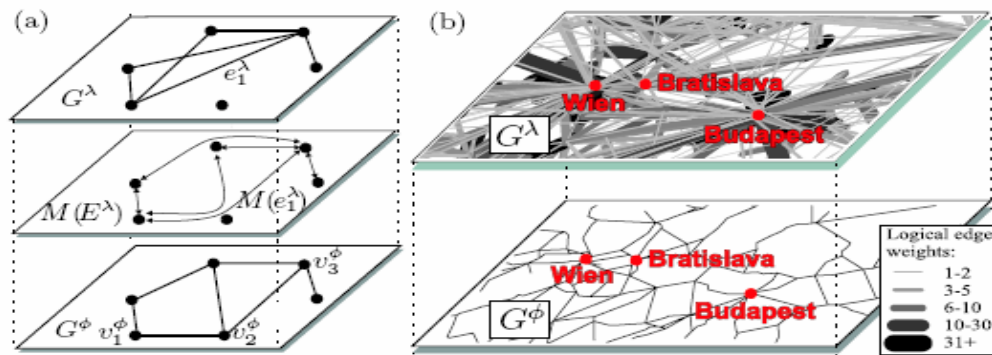 (a)
G^λ
e_1^λ
M(E^λ)
M(e_1^λ)
G^ϕ
v_1^ϕ
v_2^ϕ
v_3^ϕ
(b)
Wien
Bratislava
Budapest
G^λ
Wien
Bratislava
Budapest
G^ϕ
Logical edge
weights:
1-2
3-5
6-10
10-30
31+